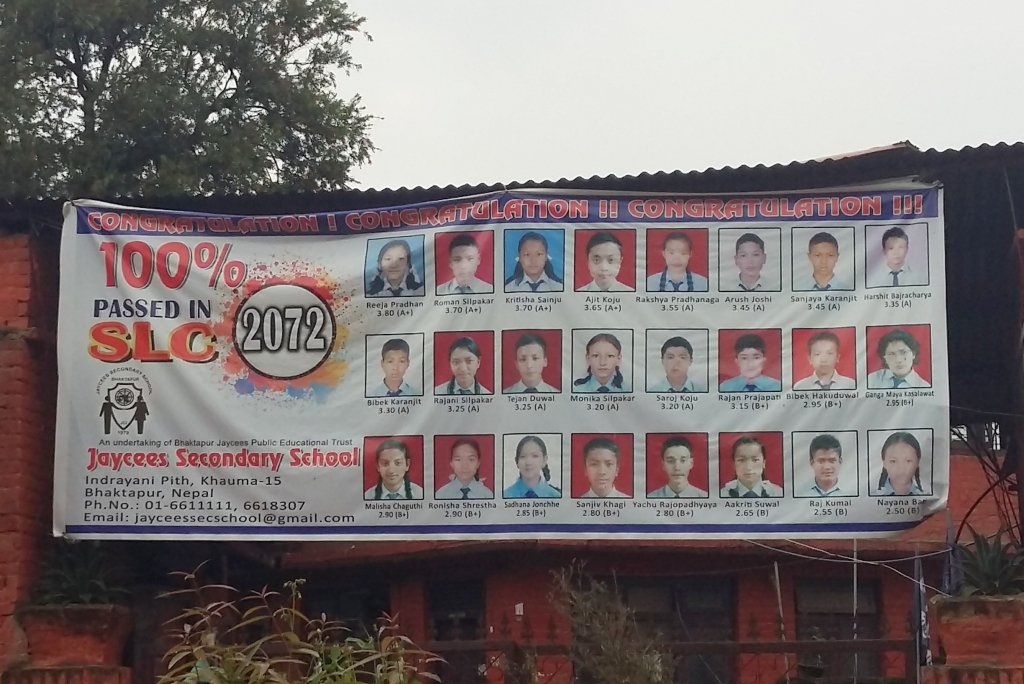 CONGRATULATION ! CONGRATULATION !! CONGRATULATION !!!
100%
PASSED IN
SLC
2072
JAYCEES SECONDARY SCHOOL
BHAKTAPUR
An undertaking of Bhaktapur Jaycees Public Educational Trust
Jaycees Secondary School
Indrayani Pith, Khauma-15
Bhaktapur, Nepal
Ph.No.: 01-6611111, 6618307
Email: jayceessecschool@gmail.com
Reeja Pradhan
3.80 (A+)
Roman Silpakar
3.70 (A+)
Kritisha Sainju
3.70 (A+)
Ajit Koju
3.65 (A+)
Rakshya Pradhanaga
3.55 (A)
Arush Joshi
3.45 (A)
Sanjaya Karanjit
3.45 (A)
Harshit Bajracharya
3.35 (A)
Bibek Karanjit
3.30 (A)
Rajani Silpakar
3.25 (A)
Tejan Duwal
3.25 (A)
Monika Silpakar
3.20 (A)
Saroj Koju
3.20 (A)
Rajan Prajapati
3.15 (B+)
Bibek Hakuduwal
2.95 (B+)
Ganga Maya Kasalawat
2.95 (B+)
Malisha Chaguthi
2.90 (B+)
Ronisha Shrestha
2.90 (B+)
Sadhana Jonchhe
2.85 (B+)
Sanjiv Khagi
2.80 (B+)
Yachu Rajopadhyaya
2.80 (B+)
Aakriti Suwal
2.65 (B)
Raj Kumal
2.55 (B)
Nayana
2.50 (B)